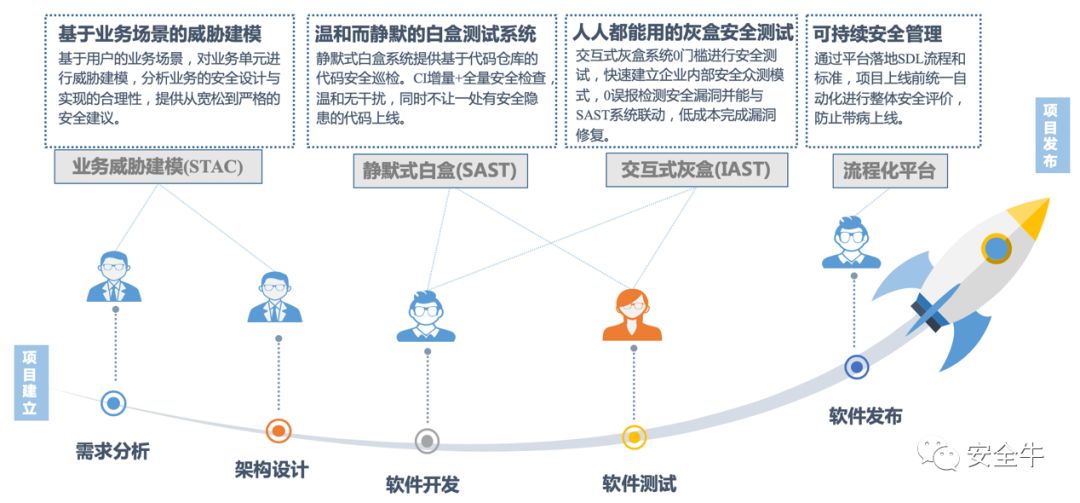 基于业务场景的威胁建模
基于用户的业务场景，对业务单元进
行威胁建模，分析业务的安全设计与
实现的合理性，提供从宽松到严格的
安全建议。
温和而静默的白盒测试系统
静默式白盒系统提供基于代码仓库的
代码安全巡检。CI增量+全量安全检查，
温和无干扰，同时不让一处有安全隐
患的代码上线。
人人都能用的灰盒安全测试
交互式灰盒系统0门槛进行安全测
试，快速建立企业内部安全众测模
式，0误报检测安全漏洞并能与
SAST系统联动，低成本完成漏洞
修复。
可持续安全管理
通过平台落地SDL流程和
标准，项目上线前统一自
动化进行整体安全评价，
防止带病上线。
业务威胁建模(STAC)
静默式白盒(SAST)
交互式灰盒(IAST)
流程化平台
项目发布
项目建立
需求分析
架构设计
软件开发
软件测试
软件发布
安全牛